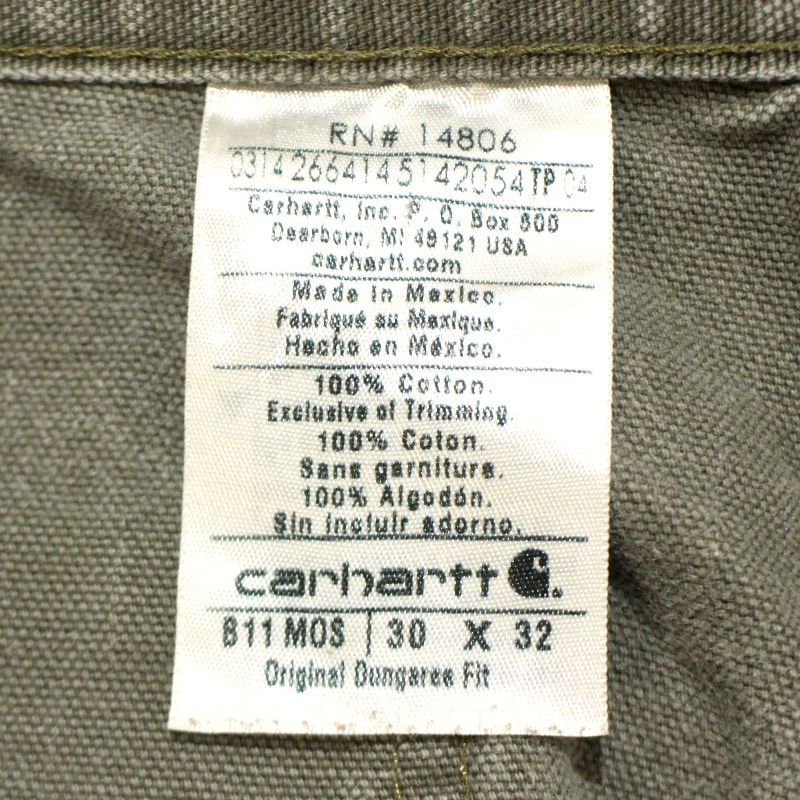 RN# 14806
03142664145142054 TP 04
Carhartt, Inc. P. O. Box 600
Dearborn, MI 48121 USA
carhartt.com
Made in Mexico.
Fabriqué au Mexique.
Hecho en México.
100% Cotton.
Exclusive of Trimming.
100% Coton.
Sans garniture.
100% Algodón.
Sin incluir adorno.
carhartt
B11 MOS | 30 X 32
Original Dungaree Fit